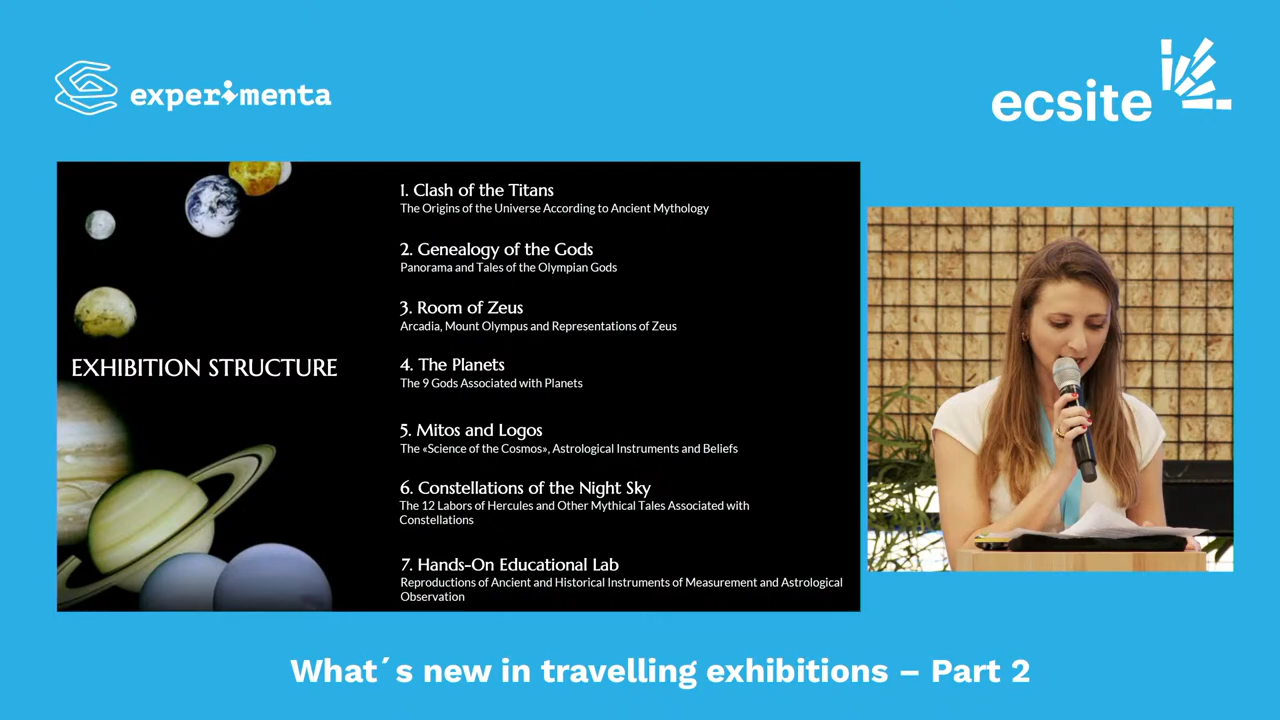 experimenta
ecsite
EXHIBITION STRUCTURE
1. Clash of the Titans
The Origins of the Universe According to Ancient Mythology
2. Genealogy of the Gods
Panorama and Tales of the Olympian Gods
3. Room of Zeus
Arcadia, Mount Olympus and Representations of Zeus
4. The Planets
The 9 Gods Associated with Planets
5. Mitos and Logos
The «Science of the Cosmos», Astrological Instruments and Beliefs
6. Constellations of the Night Sky
The 12 Labors of Hercules and Other Mythical Tales Associated with
Constellations
7. Hands-On Educational Lab
Reproductions of Ancient and Historical Instruments of Measurement and Astrological
Observation
What´s new in travelling exhibitions – Part 2